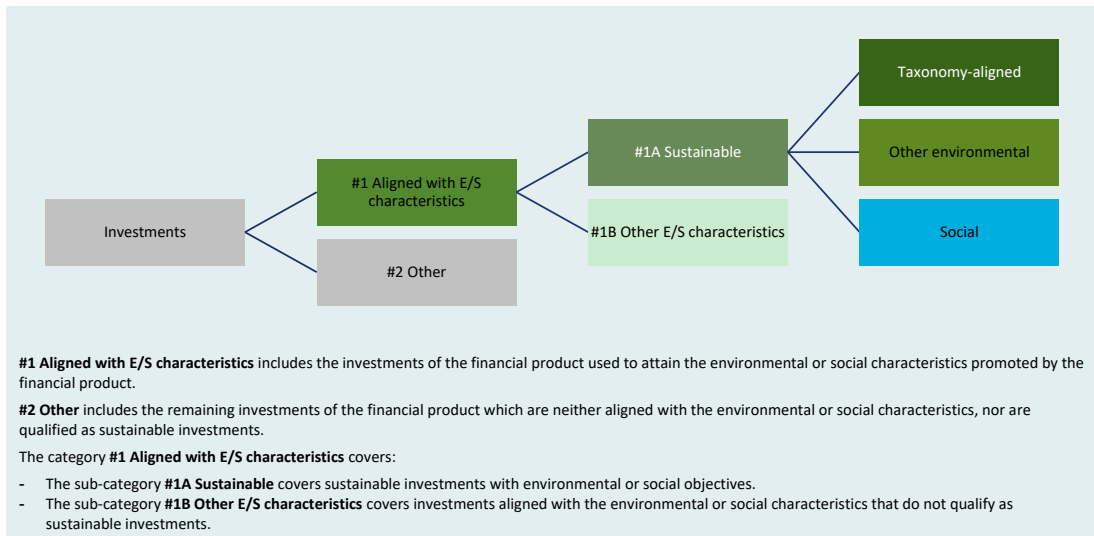 Taxonomy-aligned
#1A Sustainable
Other environmental
#1 Aligned with E/S
characteristics
Investments
#1B Other E/S characteristics
Social
#2 Other
#1 Aligned with E/S characteristics includes the investments of the financial product used to attain the environmental or social characteristics promoted by the
financial product.
#2 Other includes the remaining investments of the financial product which are neither aligned with the environmental or social characteristics, nor are
qualified as sustainable investments.
The category #1 Aligned with E/S characteristics covers:
- The sub-category #1A Sustainable covers sustainable investments with environmental or social objectives.
- The sub-category #1B Other E/S characteristics covers investments aligned with the environmental or social characteristics that do not qualify as
sustainable investments.